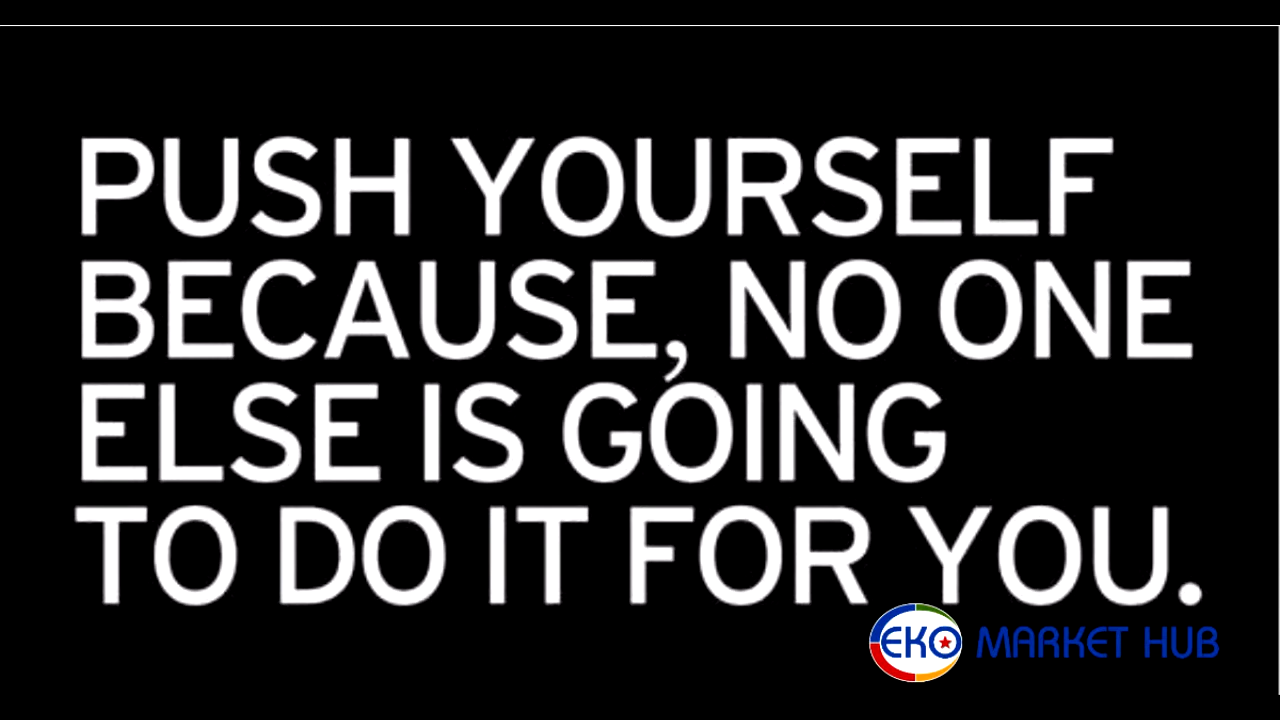 PUSH YOURSELF
BECAUSE, NO ONE
ELSE IS GOING
TO DO IT FOR YOU.
EKO MARKET HUB